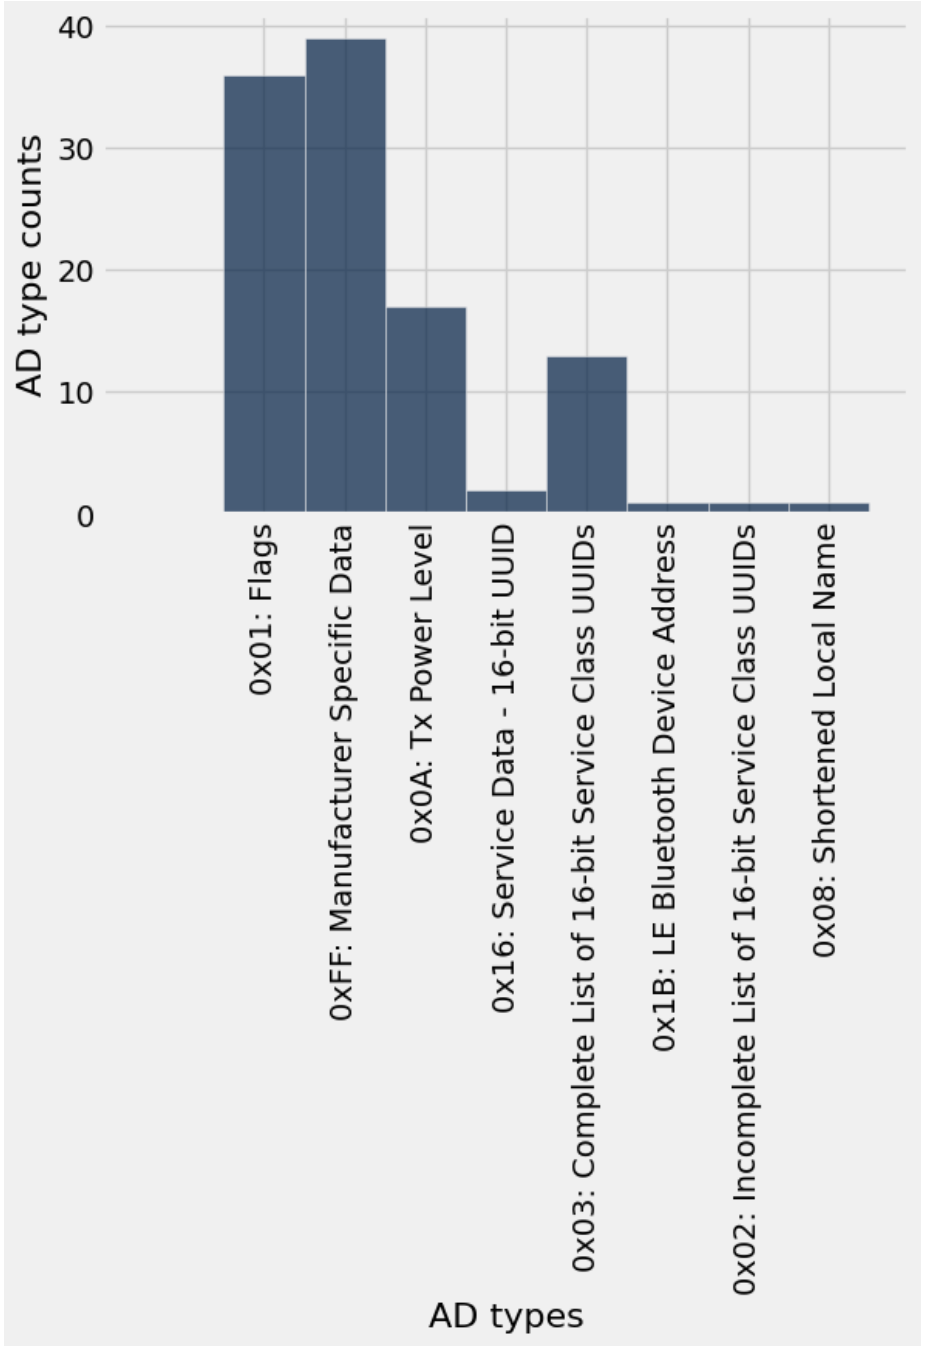 40
30
20
10
0
AD type counts
0x01: Flags
0xFF: Manufacturer Specific Data
0x0A: Tx Power Level
0x16: Service Data - 16-bit UUID
0x03: Complete List of 16-bit Service Class UUIDs
0x1B: LE Bluetooth Device Address
0x02: Incomplete List of 16-bit Service Class UUIDs
0x08: Shortened Local Name
AD types